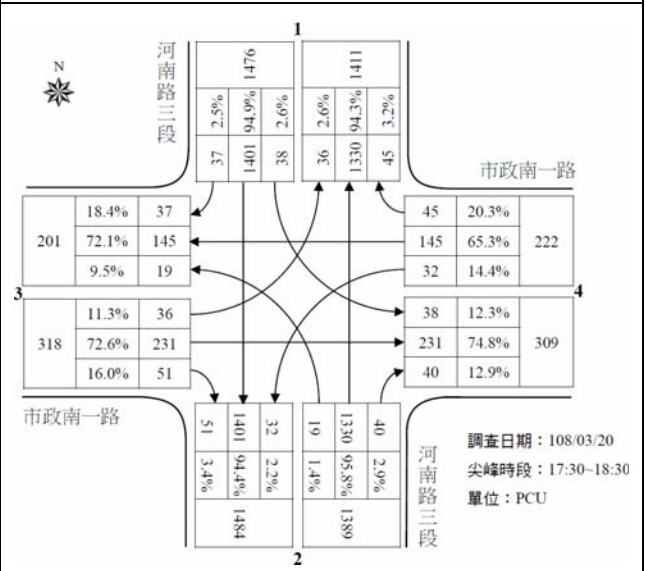 1
N
河南路三段
1476
2.5% 94.9% 2.6%
37 1401 38
1411
2.6% 94.3% 3.2%
36 1330 45
市政南一路
201
18.4% 37
72.1% 145
9.5% 19
45 20.3%
145 65.3%
32 14.4%
222
3
4
318
11.3% 36
72.6% 231
16.0% 51
38 12.3%
231 74.8%
40 12.9%
309
市政南一路
51 1401 32
3.4% 94.4% 2.2%
1484
19 1330 40
1.4% 95.8% 2.9%
1389
河南路三段
調查日期：108/03/20
尖峰時段：17:30~18:30
單位：PCU
2